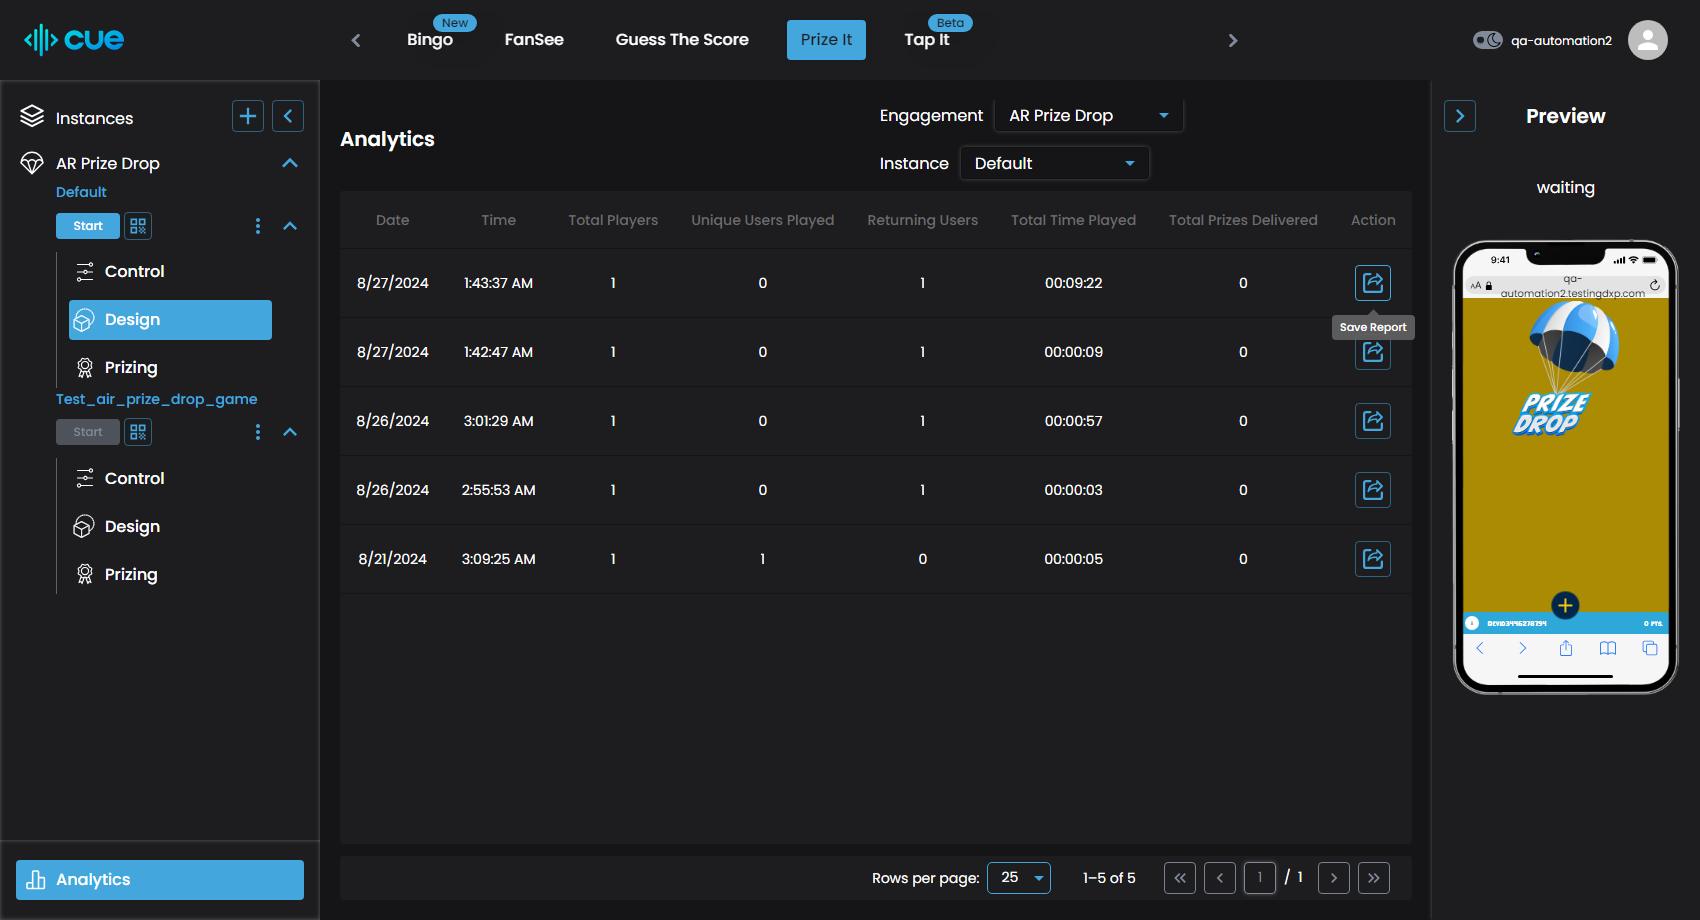 cue
Bingo
New
FanSee
Guess The Score
Prize It
Tap It
Beta
qa-automation2
Instances
AR Prize Drop
Default
Start
Control
Design
Prizing
Test_air_prize_drop_game
Start
Control
Design
Prizing
Analytics
Analytics
Engagement AR Prize Drop
Instance Default
Date Time Total Players Unique Users Played Returning Users Total Time Played Total Prizes Delivered Action
8/27/2024 1:43:37 AM 1 0 1 00:09:22 0
Save Report
8/27/2024 1:42:47 AM 1 0 1 00:00:09 0
8/26/2024 3:01:29 AM 1 0 1 00:00:57 0
8/26/2024 2:55:53 AM 1 0 1 00:00:03 0
8/21/2024 3:09:25 AM 1 1 0 00:00:05 0
Rows per page: 25 1–5 of 5 1 / 1
Preview
waiting
9:41
AA qa-
automation2.testingdxp.com
PRIZE
DROP
DEVID3446278794 0 PTS.